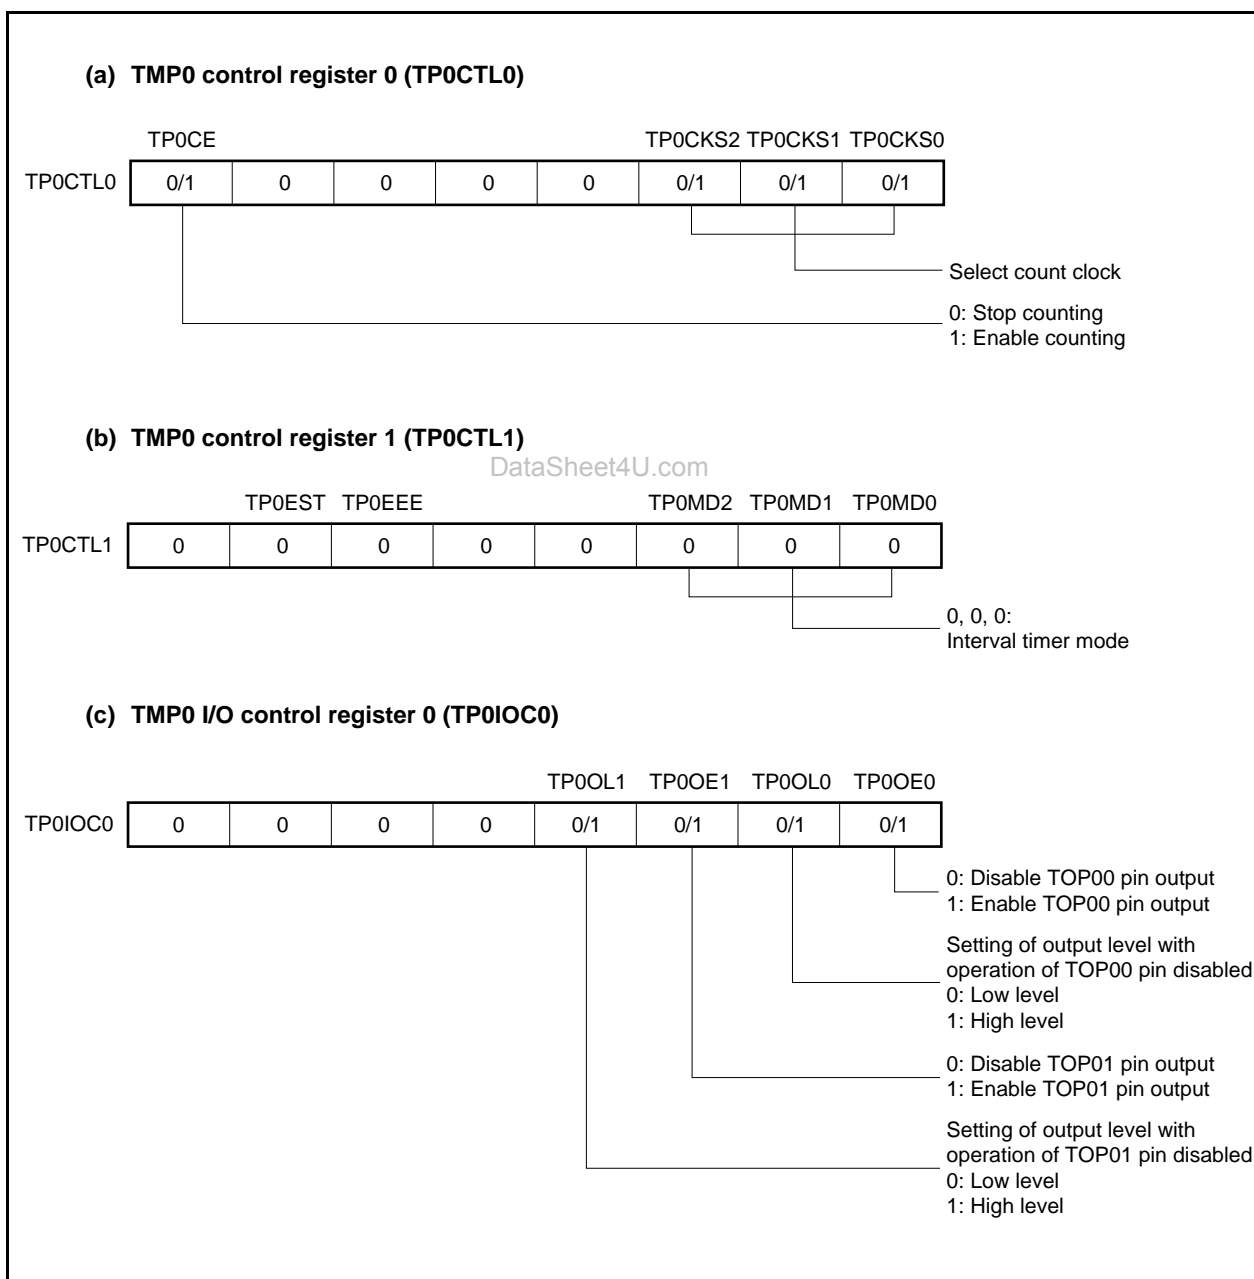 (a) TMP0 control register 0 (TP0CTL0)
TP0CE TP0CKS2 TP0CKS1 TP0CKS0
TP0CTL0 0/1 0 0 0 0 0/1 0/1 0/1
Select count clock
0: Stop counting
1: Enable counting
(b) TMP0 control register 1 (TP0CTL1)
DataSheet4U.com
TP0EST TP0EEE TP0MD2 TP0MD1 TP0MD0
TP0CTL1 0 0 0 0 0 0 0 0
0, 0, 0:
Interval timer mode
(c) TMP0 I/O control register 0 (TP0IOC0)
TP0OL1 TP0OE1 TP0OL0 TP0OE0
TP0IOC0 0 0 0 0 0/1 0/1 0/1 0/1
0: Disable TOP00 pin output
1: Enable TOP00 pin output
Setting of output level with
operation of TOP00 pin disabled
0: Low level
1: High level
0: Disable TOP01 pin output
1: Enable TOP01 pin output
Setting of output level with
operation of TOP01 pin disabled
0: Low level
1: High level